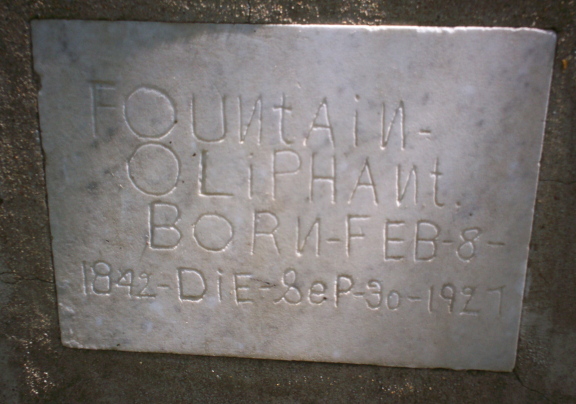 FOUNtAiN-
OLiPHANt.
BORN-FEB-8-
1842-DiE-SeP-30-1927